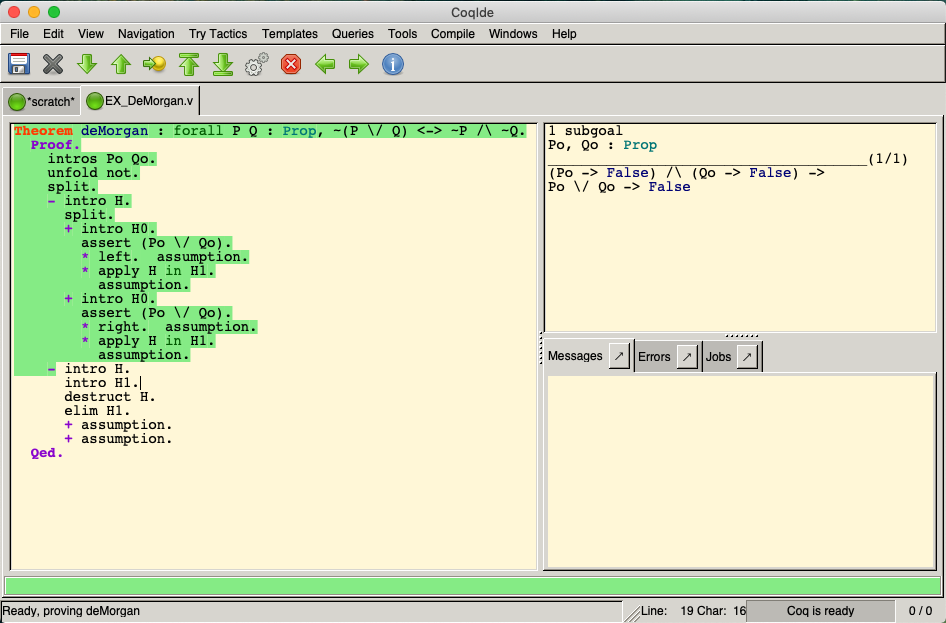 CoqIde
File Edit View Navigation Try Tactics Templates Queries Tools Compile Windows Help
*scratch* EX_DeMorgan.v
Theorem deMorgan : forall P Q : Prop, ~(P \/ Q) <-> ~P /\ ~Q.
Proof.
intros Po Qo.
unfold not.
split.
- intro H.
split.
+ intro H0.
assert (Po \/ Qo).
* left.  assumption.
* apply H in H1.
assumption.
+ intro H0.
assert (Po \/ Qo).
* right.  assumption.
* apply H in H1.
assumption.
- intro H.
intro H1.
destruct H.
elim H1.
+ assumption.
+ assumption.
Qed.
1 subgoal
Po, Qo : Prop
______________________________________(1/1)
(Po -> False) /\ (Qo -> False) ->
Po \/ Qo -> False
Messages Errors Jobs
Ready, proving deMorgan Line: 19 Char: 16 Coq is ready 0 / 0